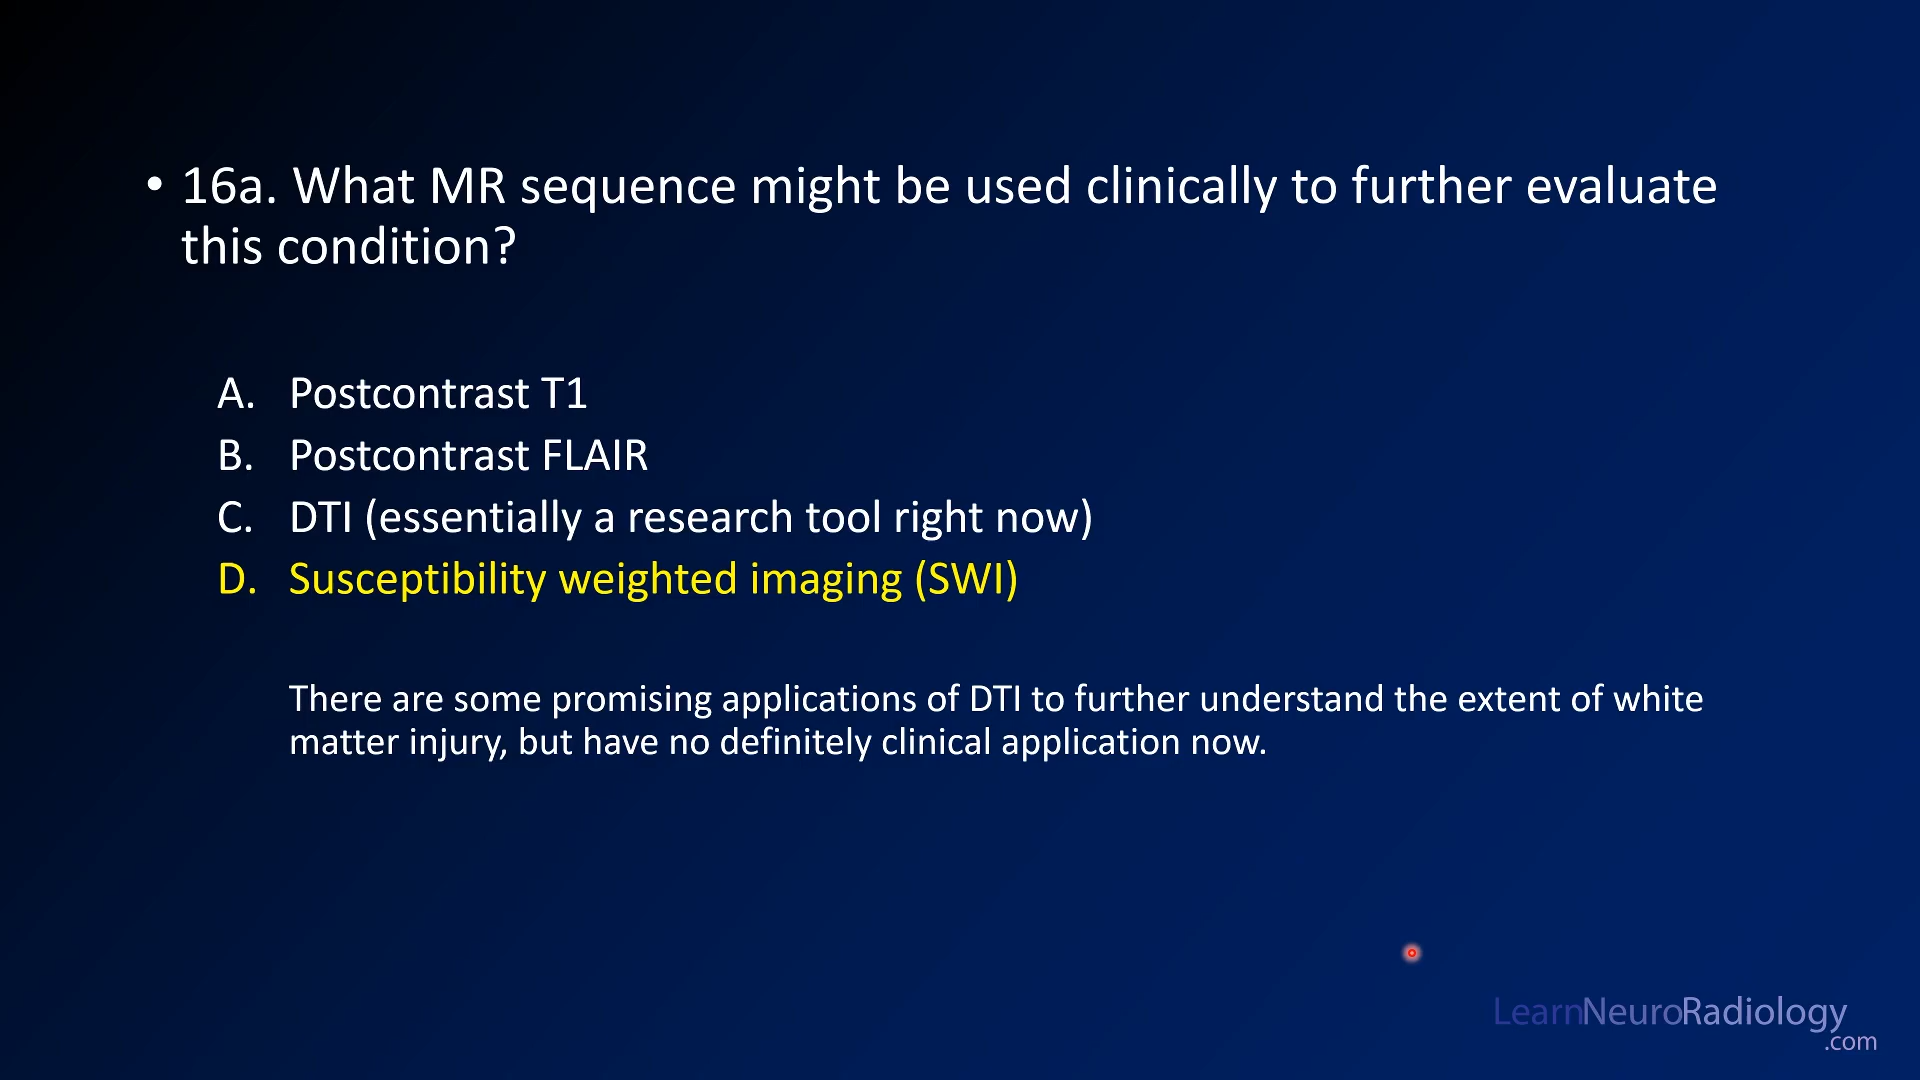 • 16a. What MR sequence might be used clinically to further evaluate
this condition?
A. Postcontrast T1
B. Postcontrast FLAIR
C. DTI (essentially a research tool right now)
D. Susceptibility weighted imaging (SWI)
There are some promising applications of DTI to further understand the extent of white
matter injury, but have no definitely clinical application now.
LearnNeuroRadiology
.com